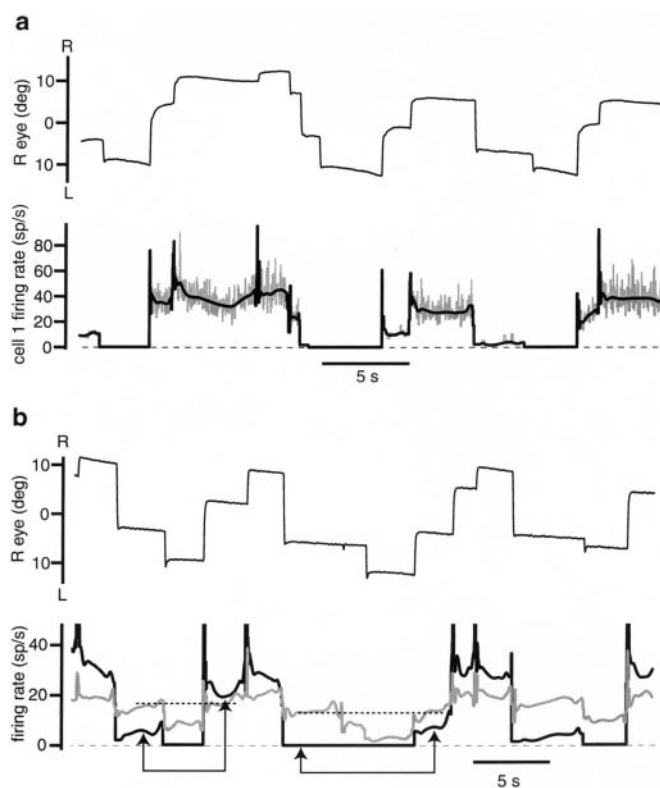 a
R
10
0
10
L
R eye (deg)
80
60
40
20
0
cell 1 firing rate (sp/s)
5 s
b
R
10
0
10
L
R eye (deg)
40
20
0
firing rate (sp/s)
5 s